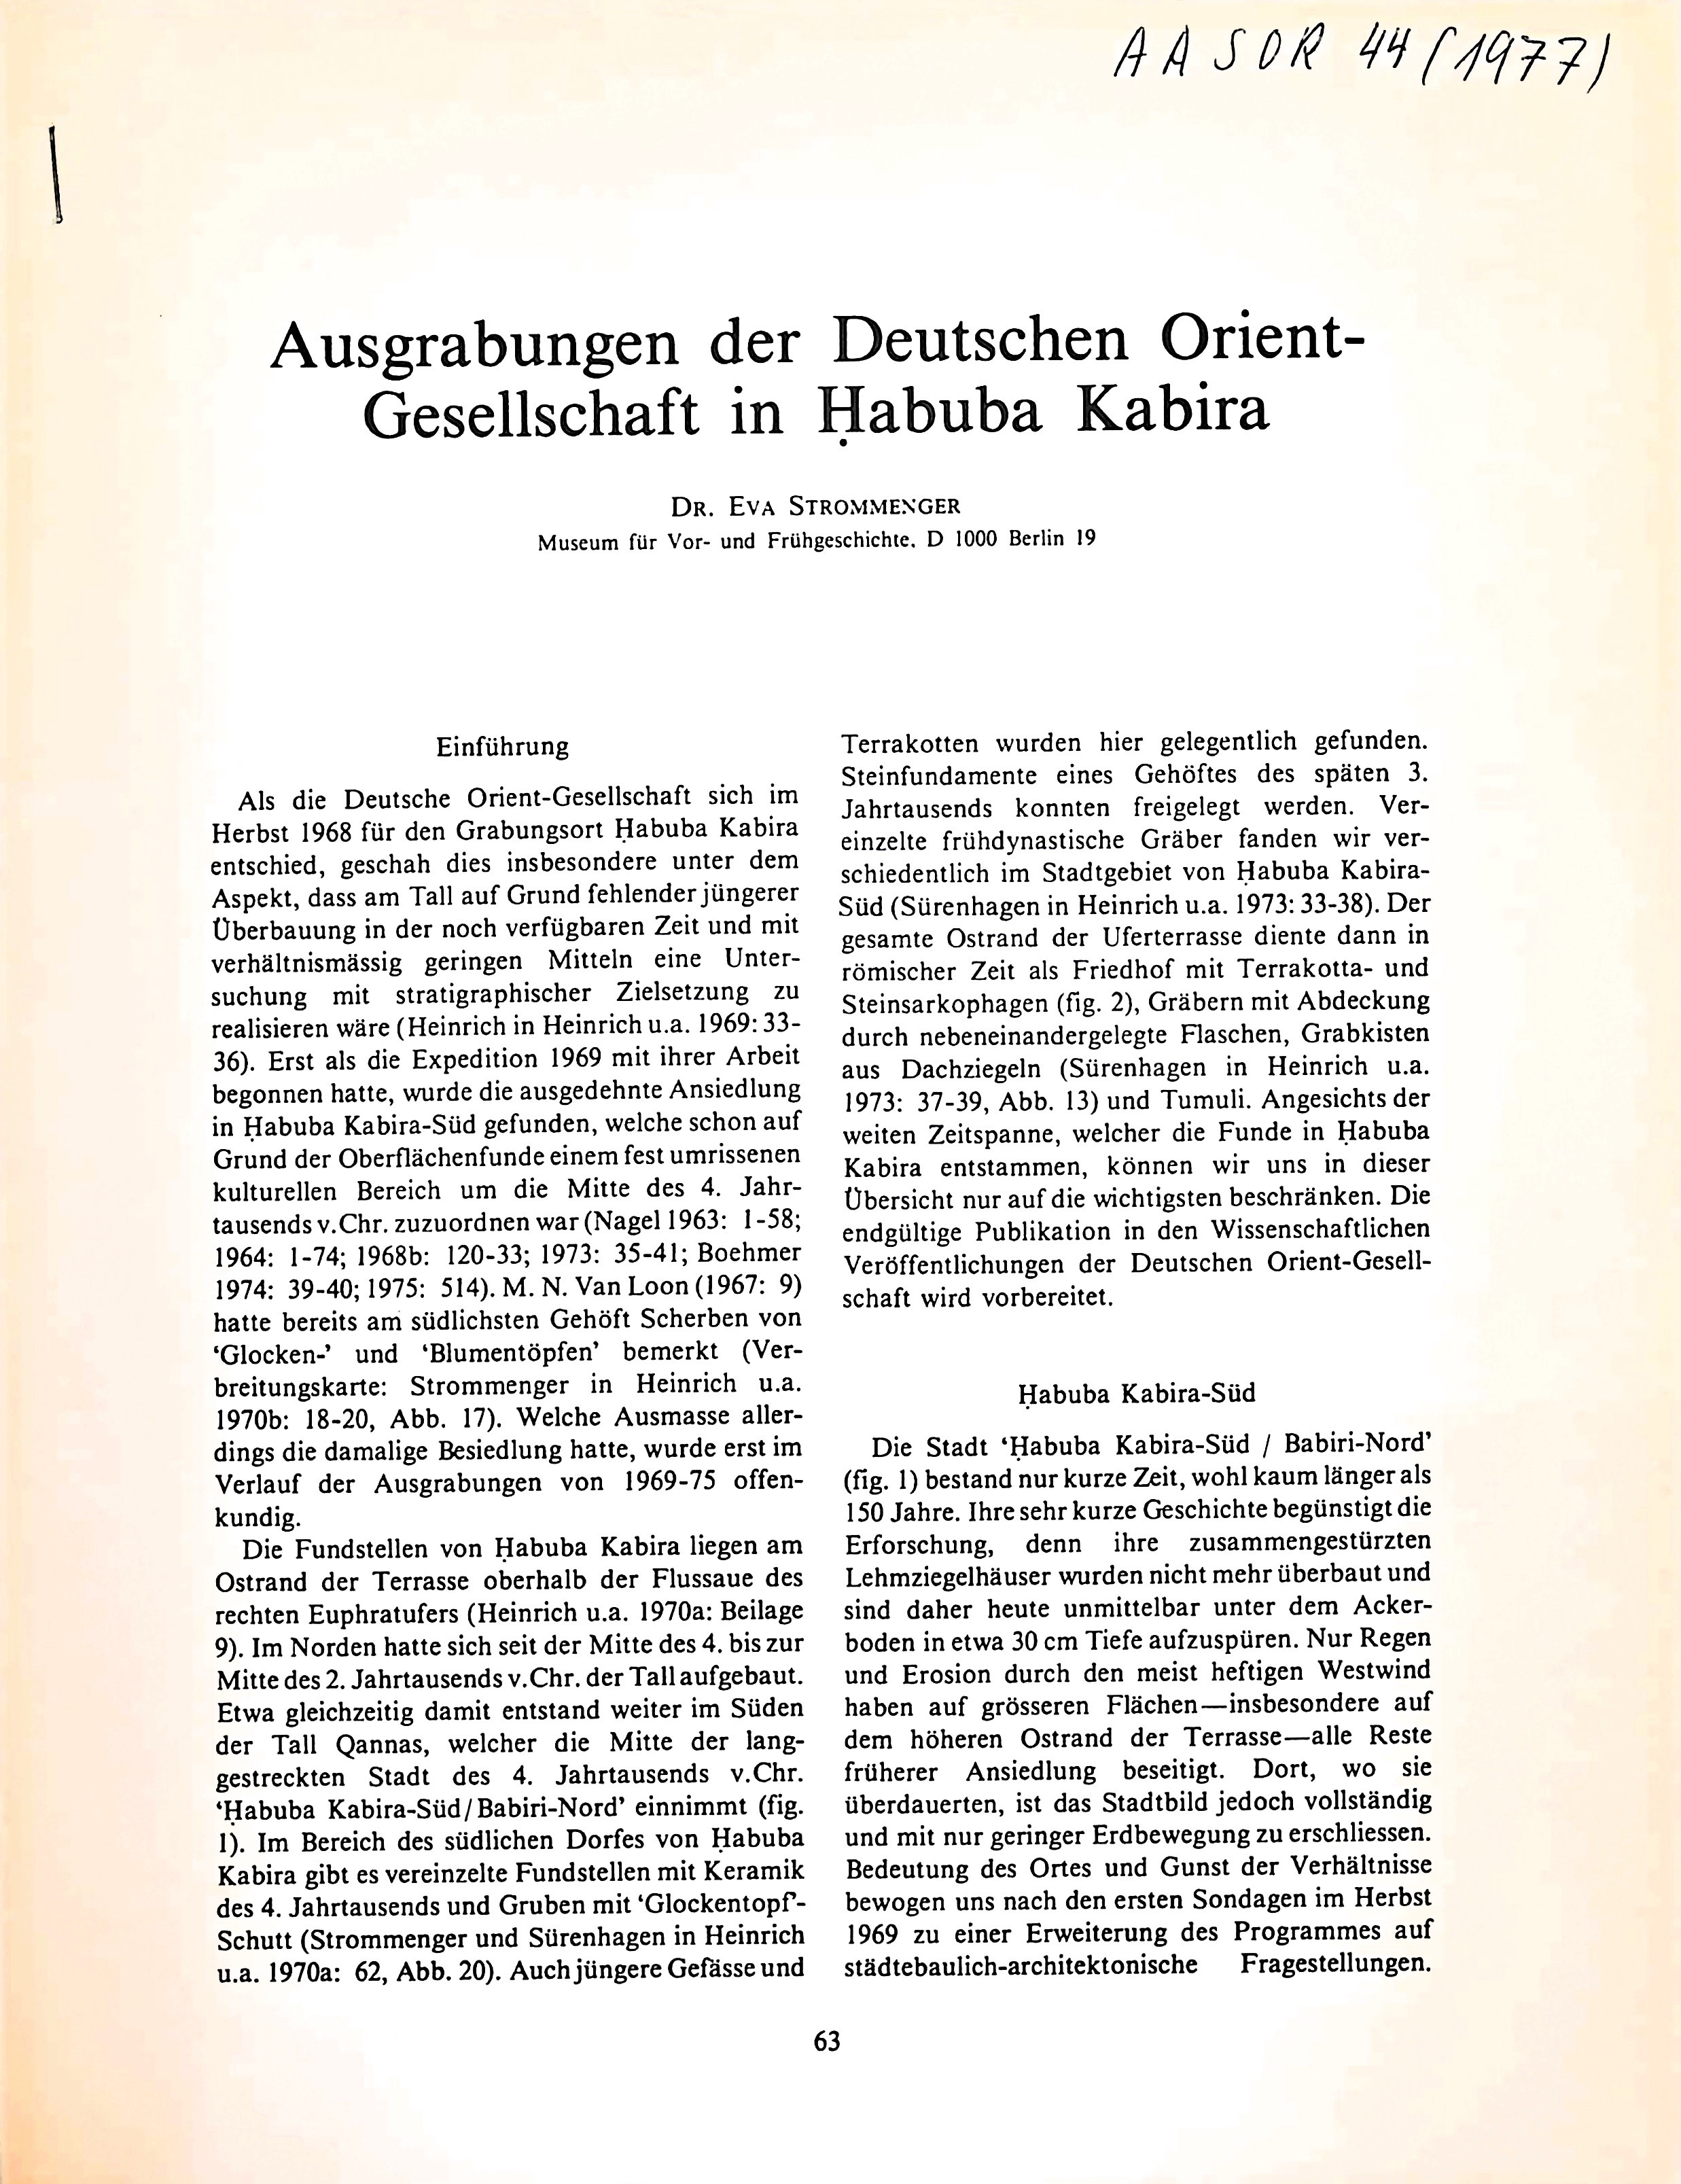 AASOR 44 (1977)
Ausgrabungen der Deutschen Orient-
Gesellschaft in Ḥabuba Kabira
DR. EVA STROMMENGER
Museum für Vor- und Frühgeschichte, D 1000 Berlin 19
Einführung
Als die Deutsche Orient-Gesellschaft sich im
Herbst 1968 für den Grabungsort Ḥabuba Kabira
entschied, geschah dies insbesondere unter dem
Aspekt, dass am Tall auf Grund fehlender jüngerer
Überbauung in der noch verfügbaren Zeit und mit
verhältnismässig geringen Mitteln eine Unter-
suchung mit stratigraphischer Zielsetzung zu
realisieren wäre (Heinrich in Heinrich u.a. 1969: 33-
36). Erst als die Expedition 1969 mit ihrer Arbeit
begonnen hatte, wurde die ausgedehnte Ansiedlung
in Ḥabuba Kabira-Süd gefunden, welche schon auf
Grund der Oberflächenfunde einem fest umrissenen
kulturellen Bereich um die Mitte des 4. Jahr-
tausends v.Chr. zuzuordnen war (Nagel 1963: 1-58;
1964: 1-74; 1968b: 120-33; 1973: 35-41; Boehmer
1974: 39-40; 1975: 514). M. N. Van Loon (1967: 9)
hatte bereits am südlichsten Gehöft Scherben von
‘Glocken-’ und ‘Blumentöpfen’ bemerkt (Ver-
breitungskarte: Strommenger in Heinrich u.a.
1970b: 18-20, Abb. 17). Welche Ausmasse aller-
dings die damalige Besiedlung hatte, wurde erst im
Verlauf der Ausgrabungen von 1969-75 offen-
kundig.
Die Fundstellen von Ḥabuba Kabira liegen am
Ostrand der Terrasse oberhalb der Flussaue des
rechten Euphratufers (Heinrich u.a. 1970a: Beilage
9). Im Norden hatte sich seit der Mitte des 4. bis zur
Mitte des 2. Jahrtausends v.Chr. der Tall aufgebaut.
Etwa gleichzeitig damit entstand weiter im Süden
der Tall Qannas, welcher die Mitte der lang-
gestreckten Stadt des 4. Jahrtausends v.Chr.
‘Ḥabuba Kabira-Süd/Babiri-Nord’ einnimmt (fig.
1). Im Bereich des südlichen Dorfes von Ḥabuba
Kabira gibt es vereinzelte Fundstellen mit Keramik
des 4. Jahrtausends und Gruben mit ‘Glockentopf’-
Schutt (Strommenger und Sürenhagen in Heinrich
u.a. 1970a: 62, Abb. 20). Auch jüngere Gefässe und
Terrakotten wurden hier gelegentlich gefunden.
Steinfundamente eines Gehöftes des späten 3.
Jahrtausends konnten freigelegt werden. Ver-
einzelte frühdynastische Gräber fanden wir ver-
schiedentlich im Stadtgebiet von Ḥabuba Kabira-
Süd (Sürenhagen in Heinrich u.a. 1973: 33-38). Der
gesamte Ostrand der Uferterrasse diente dann in
römischer Zeit als Friedhof mit Terrakotta- und
Steinsarkophagen (fig. 2), Gräbern mit Abdeckung
durch nebeneinandergelegte Flaschen, Grabkisten
aus Dachziegeln (Sürenhagen in Heinrich u.a.
1973: 37-39, Abb. 13) und Tumuli. Angesichts der
weiten Zeitspanne, welcher die Funde in Ḥabuba
Kabira entstammen, können wir uns in dieser
Übersicht nur auf die wichtigsten beschränken. Die
endgültige Publikation in den Wissenschaftlichen
Veröffentlichungen der Deutschen Orient-Gesell-
schaft wird vorbereitet.
Ḥabuba Kabira-Süd
Die Stadt ‘Ḥabuba Kabira-Süd / Babiri-Nord’
(fig. 1) bestand nur kurze Zeit, wohl kaum länger als
150 Jahre. Ihre sehr kurze Geschichte begünstigt die
Erforschung, denn ihre zusammengestürzten
Lehmziegelhäuser wurden nicht mehr überbaut und
sind daher heute unmittelbar unter dem Acker-
boden in etwa 30 cm Tiefe aufzuspüren. Nur Regen
und Erosion durch den meist heftigen Westwind
haben auf grösseren Flächen—insbesondere auf
dem höheren Ostrand der Terrasse—alle Reste
früherer Ansiedlung beseitigt. Dort, wo sie
überdauerten, ist das Stadtbild jedoch vollständig
und mit nur geringer Erdbewegung zu erschliessen.
Bedeutung des Ortes und Gunst der Verhältnisse
bewogen uns nach den ersten Sondagen im Herbst
1969 zu einer Erweiterung des Programmes auf
städtebaulich-architektonische Fragestellungen.
63